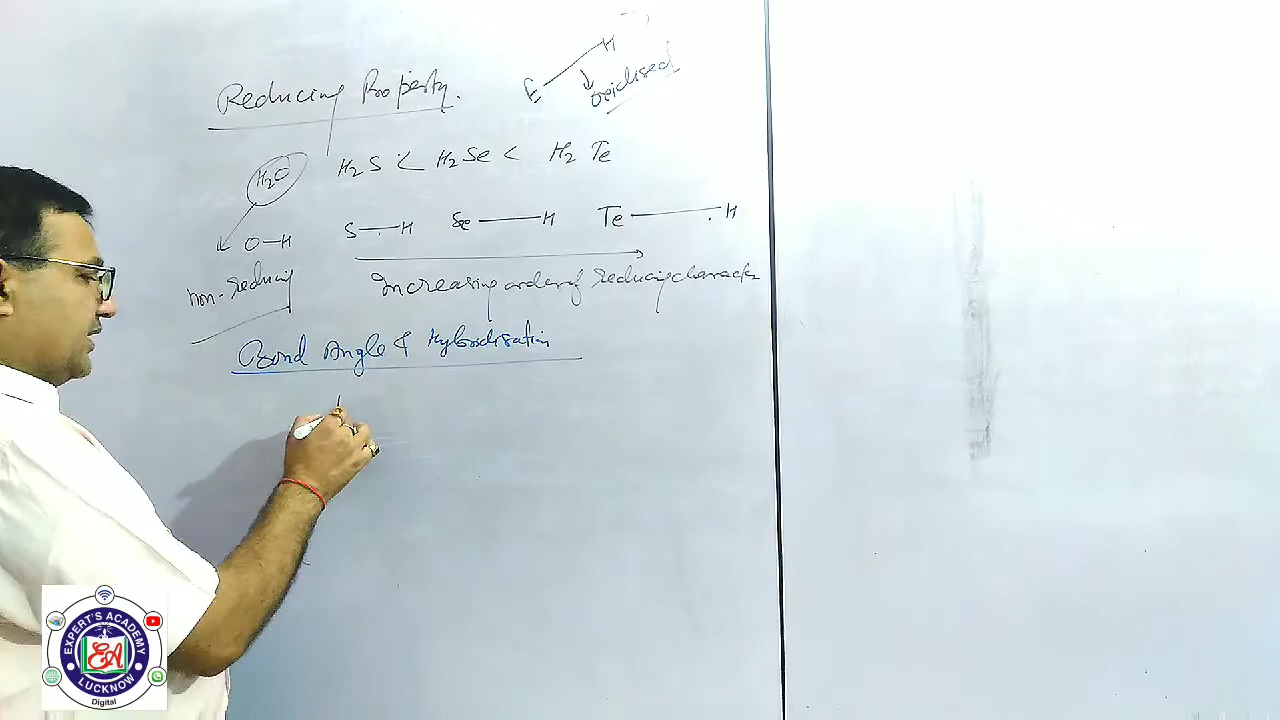 Reducing Property.
E — H
↓
oxidised
H₂O H₂S < H₂Se < H₂Te
O—H S—H Se—H Te—H
non-reducing
Increasing order of reducing character
Bond Angle & Hybridisation
EXPERT'S ACADEMY
EA
LUCKNOW
Digital